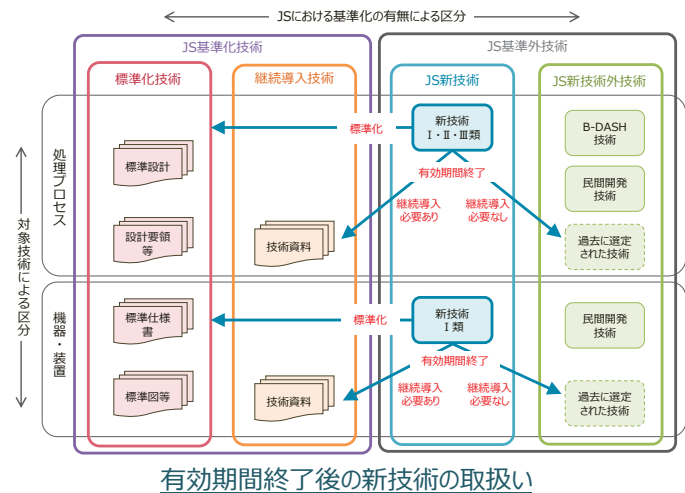 JSにおける基準化の有無による区分
JS基準化技術
JS基準外技術
標準化技術
継続導入技術
JS新技術
JS新技術外技術
対象技術による区分
処理プロセス
標準設計
設計要領
等
技術資料
標準化
新技術
Ⅰ・Ⅱ・Ⅲ類
有効期間終了
継続導入
必要あり
継続導入
必要なし
B-DASH
技術
民間開発
技術
過去に選定
された技術
機器・装置
標準仕様
書
標準図等
技術資料
標準化
新技術
Ⅰ類
有効期間終了
継続導入
必要あり
継続導入
必要なし
民間開発
技術
過去に選定
された技術
有効期間終了後の新技術の取扱い